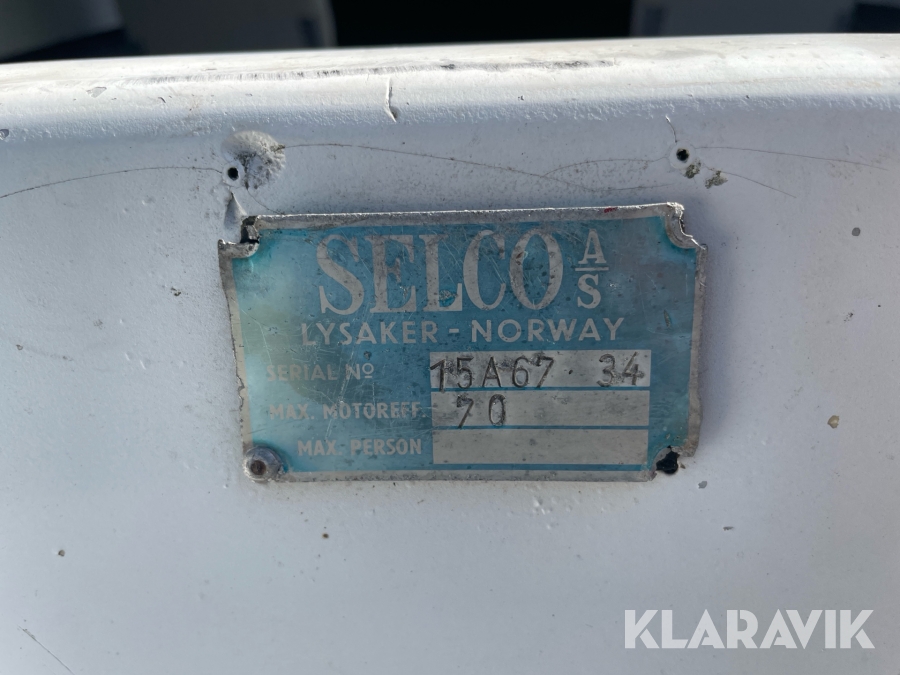 SELCO A/S
LYSAKER - NORWAY
SERIAL Nº 15A67 · 34
MAX. MOTOREFF. 70
MAX. PERSON
KLARAVIK